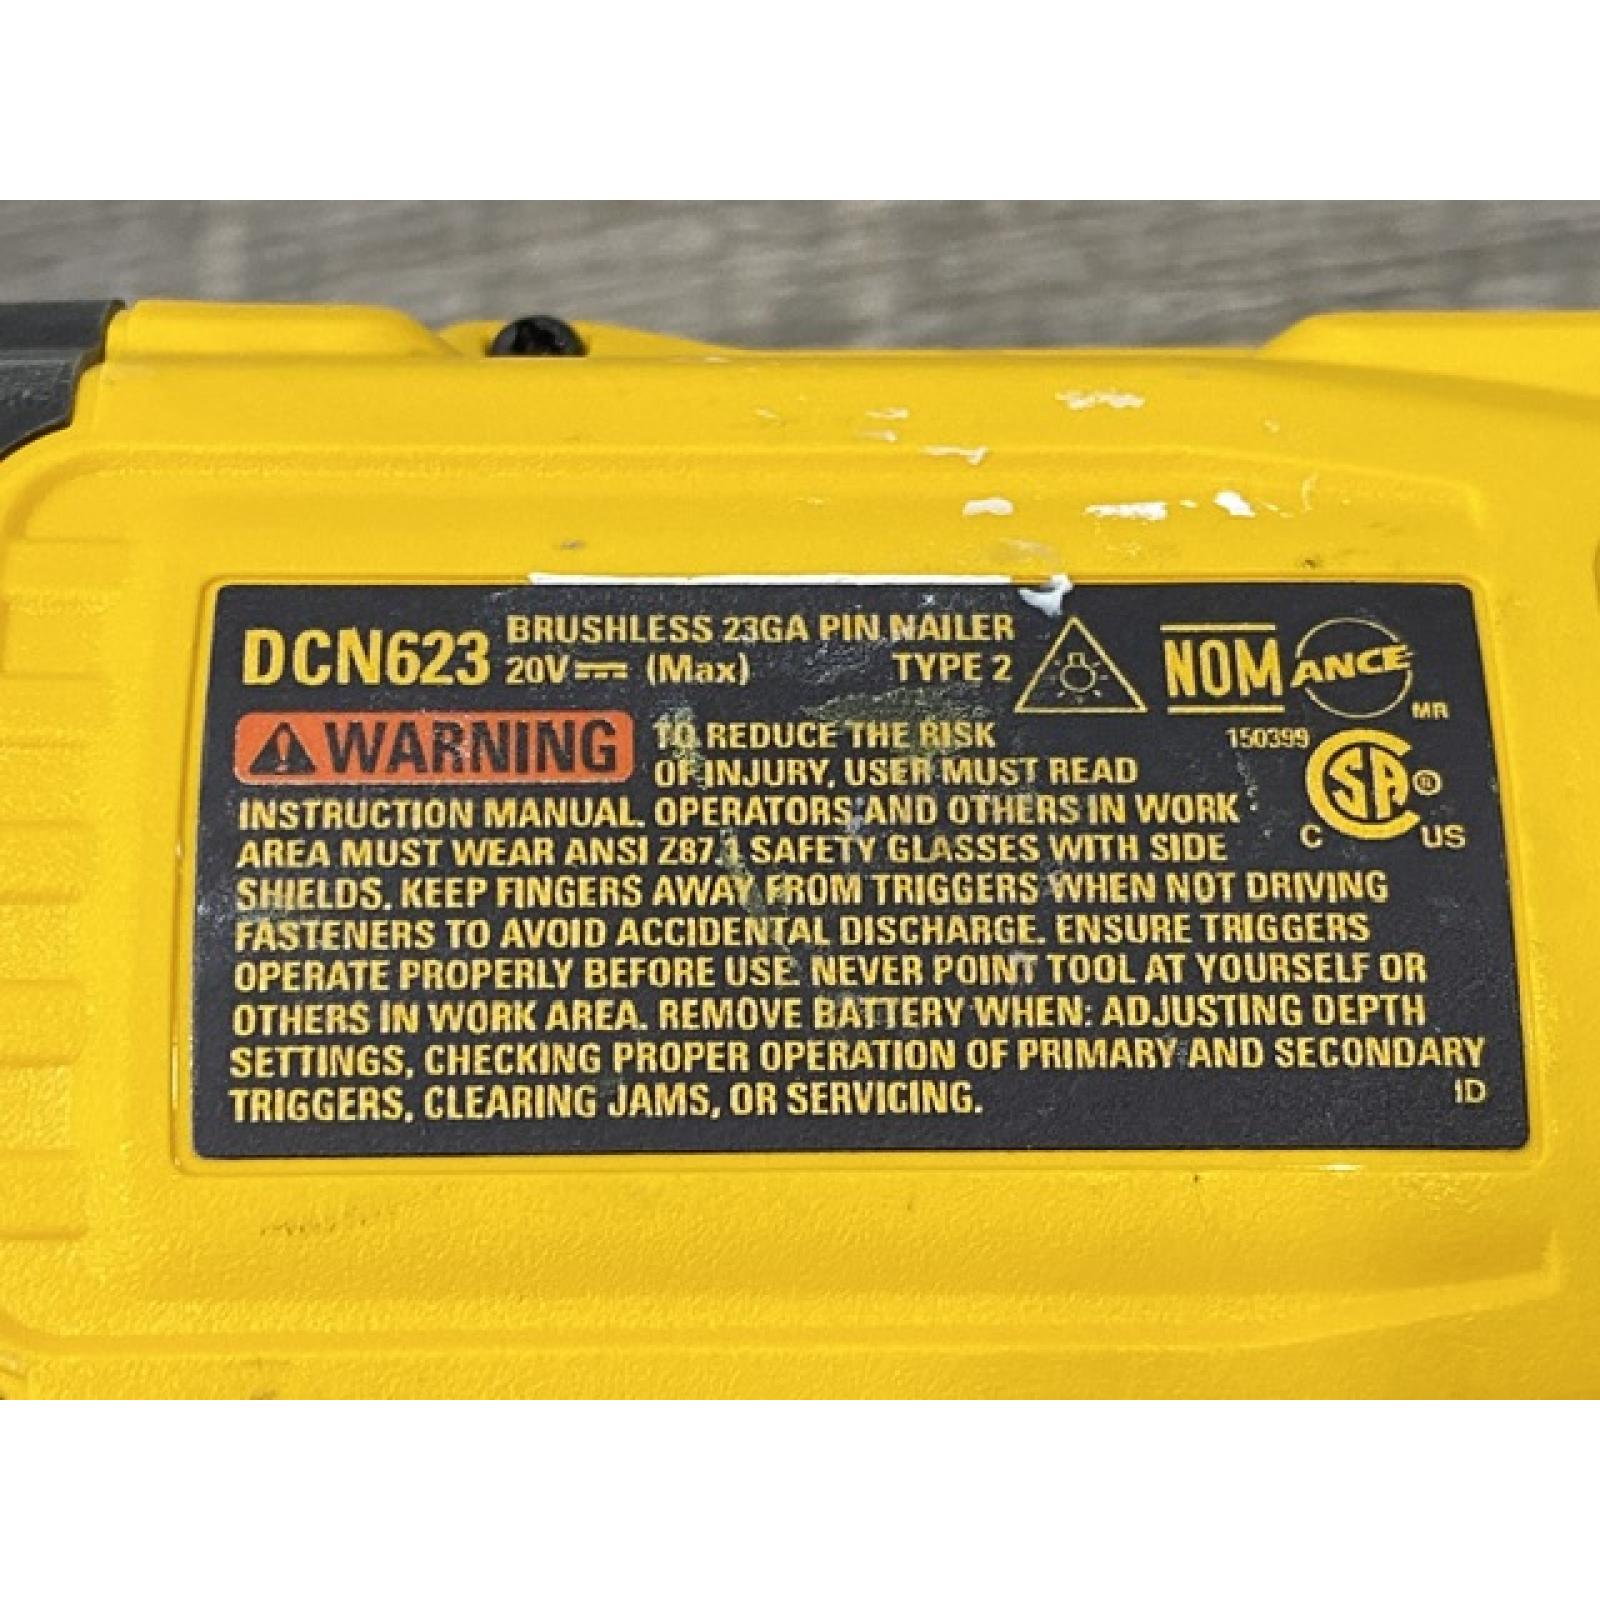 DCN623 BRUSHLESS 23GA PIN NAILER
20V (Max) TYPE 2
NOM ANCE MR
WARNING TO REDUCE THE RISK
OF INJURY, USER MUST READ
150399 CSA ® C US
INSTRUCTION MANUAL. OPERATORS AND OTHERS IN WORK
AREA MUST WEAR ANSI Z87.1 SAFETY GLASSES WITH SIDE
SHIELDS. KEEP FINGERS AWAY FROM TRIGGERS WHEN NOT DRIVING
FASTENERS TO AVOID ACCIDENTAL DISCHARGE. ENSURE TRIGGERS
OPERATE PROPERLY BEFORE USE. NEVER POINT TOOL AT YOURSELF OR
OTHERS IN WORK AREA. REMOVE BATTERY WHEN: ADJUSTING DEPTH
SETTINGS, CHECKING PROPER OPERATION OF PRIMARY AND SECONDARY
TRIGGERS, CLEARING JAMS, OR SERVICING. 1D